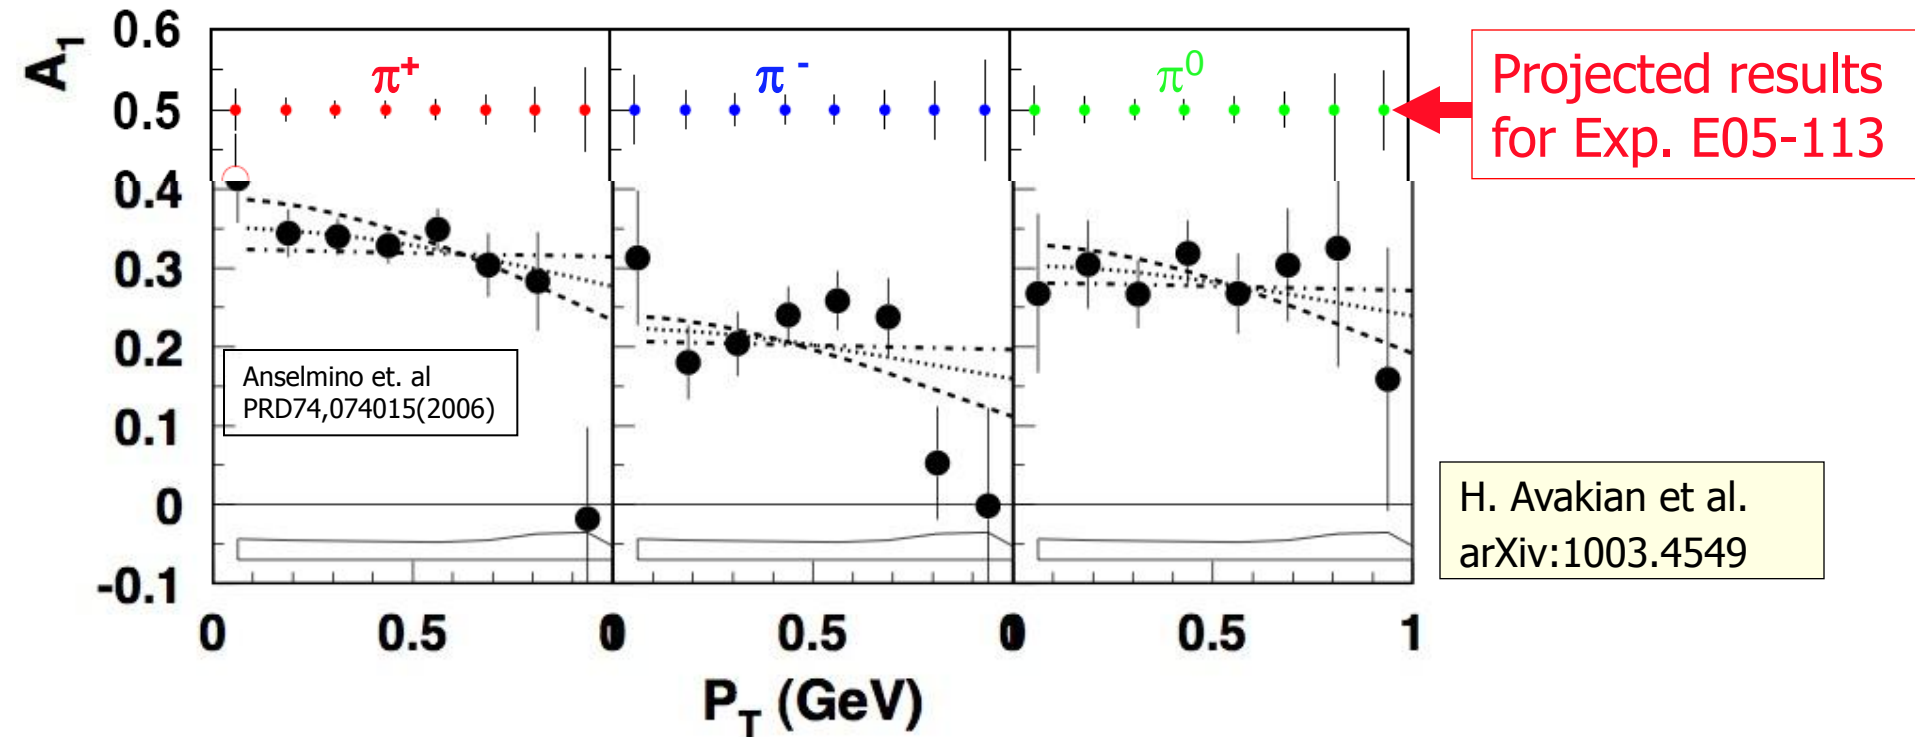 A₁
0.6
0.5
0.4
0.3
0.2
0.1
0
-0.1
π⁺
π⁻
π⁰
Projected results
for Exp. E05-113
Anselmino et. al
PRD74,074015(2006)
H. Avakian et al.
arXiv:1003.4549
0 0.5 0 0.5 0 0.5 1
P_T (GeV)